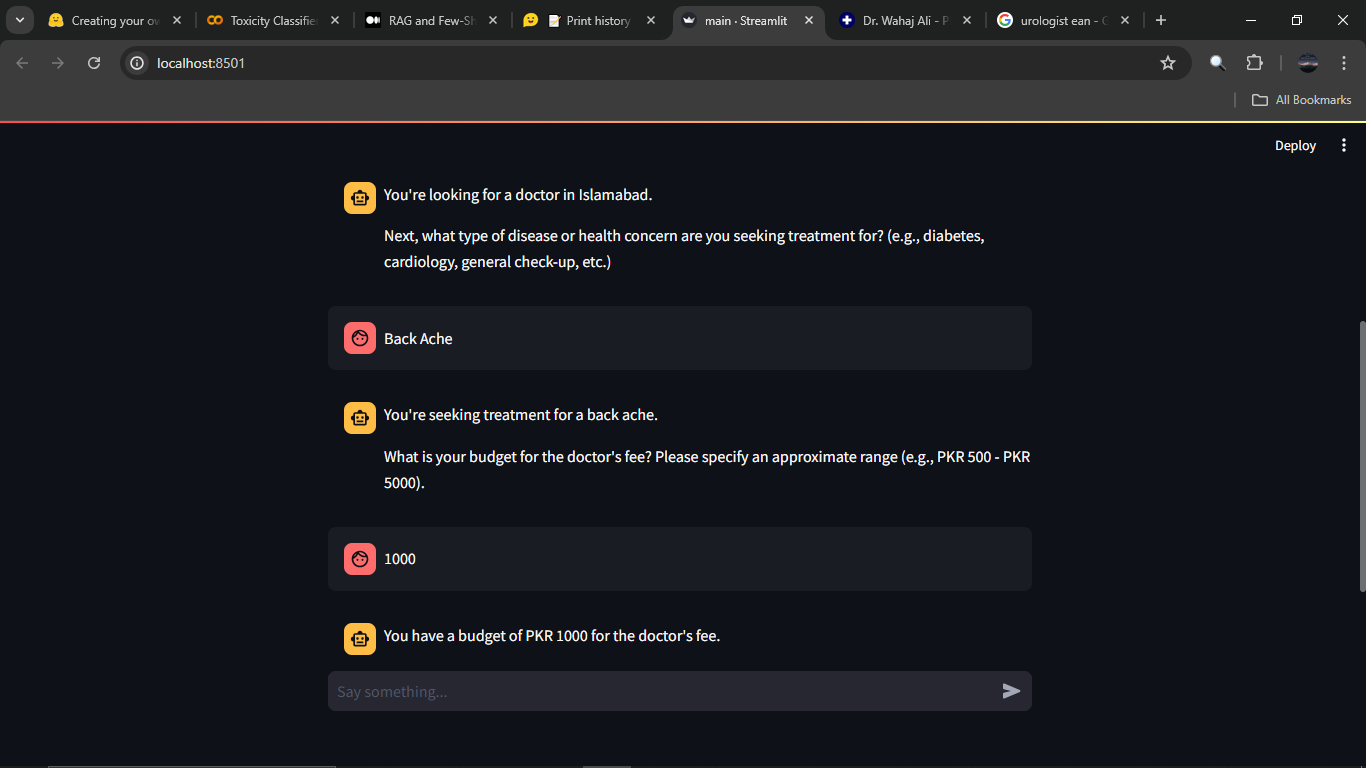 Creating your ow
Toxicity Classifie
RAG and Few-Sh
Print history
main · Streamlit
Dr. Wahaj Ali - P
urologist ean - G
localhost:8501
All Bookmarks
Deploy
You're looking for a doctor in Islamabad.
Next, what type of disease or health concern are you seeking treatment for? (e.g., diabetes,
cardiology, general check-up, etc.)
Back Ache
You're seeking treatment for a back ache.
What is your budget for the doctor's fee? Please specify an approximate range (e.g., PKR 500 - PKR
5000).
1000
You have a budget of PKR 1000 for the doctor's fee.
Say something...